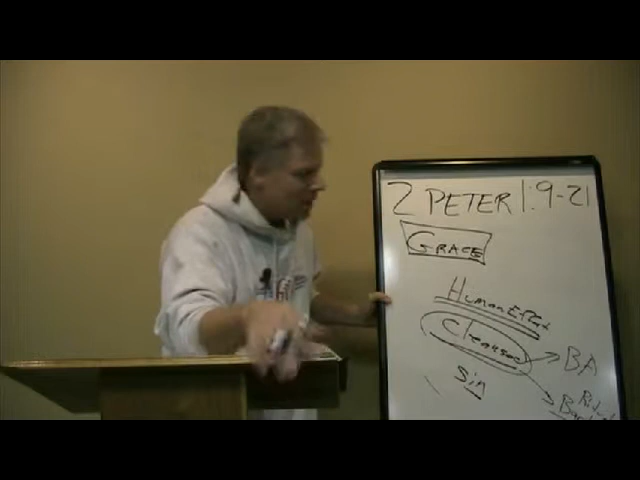 2 PETER 1:9-21
GRACE
Human Effort
Cleansed
BA
Sin